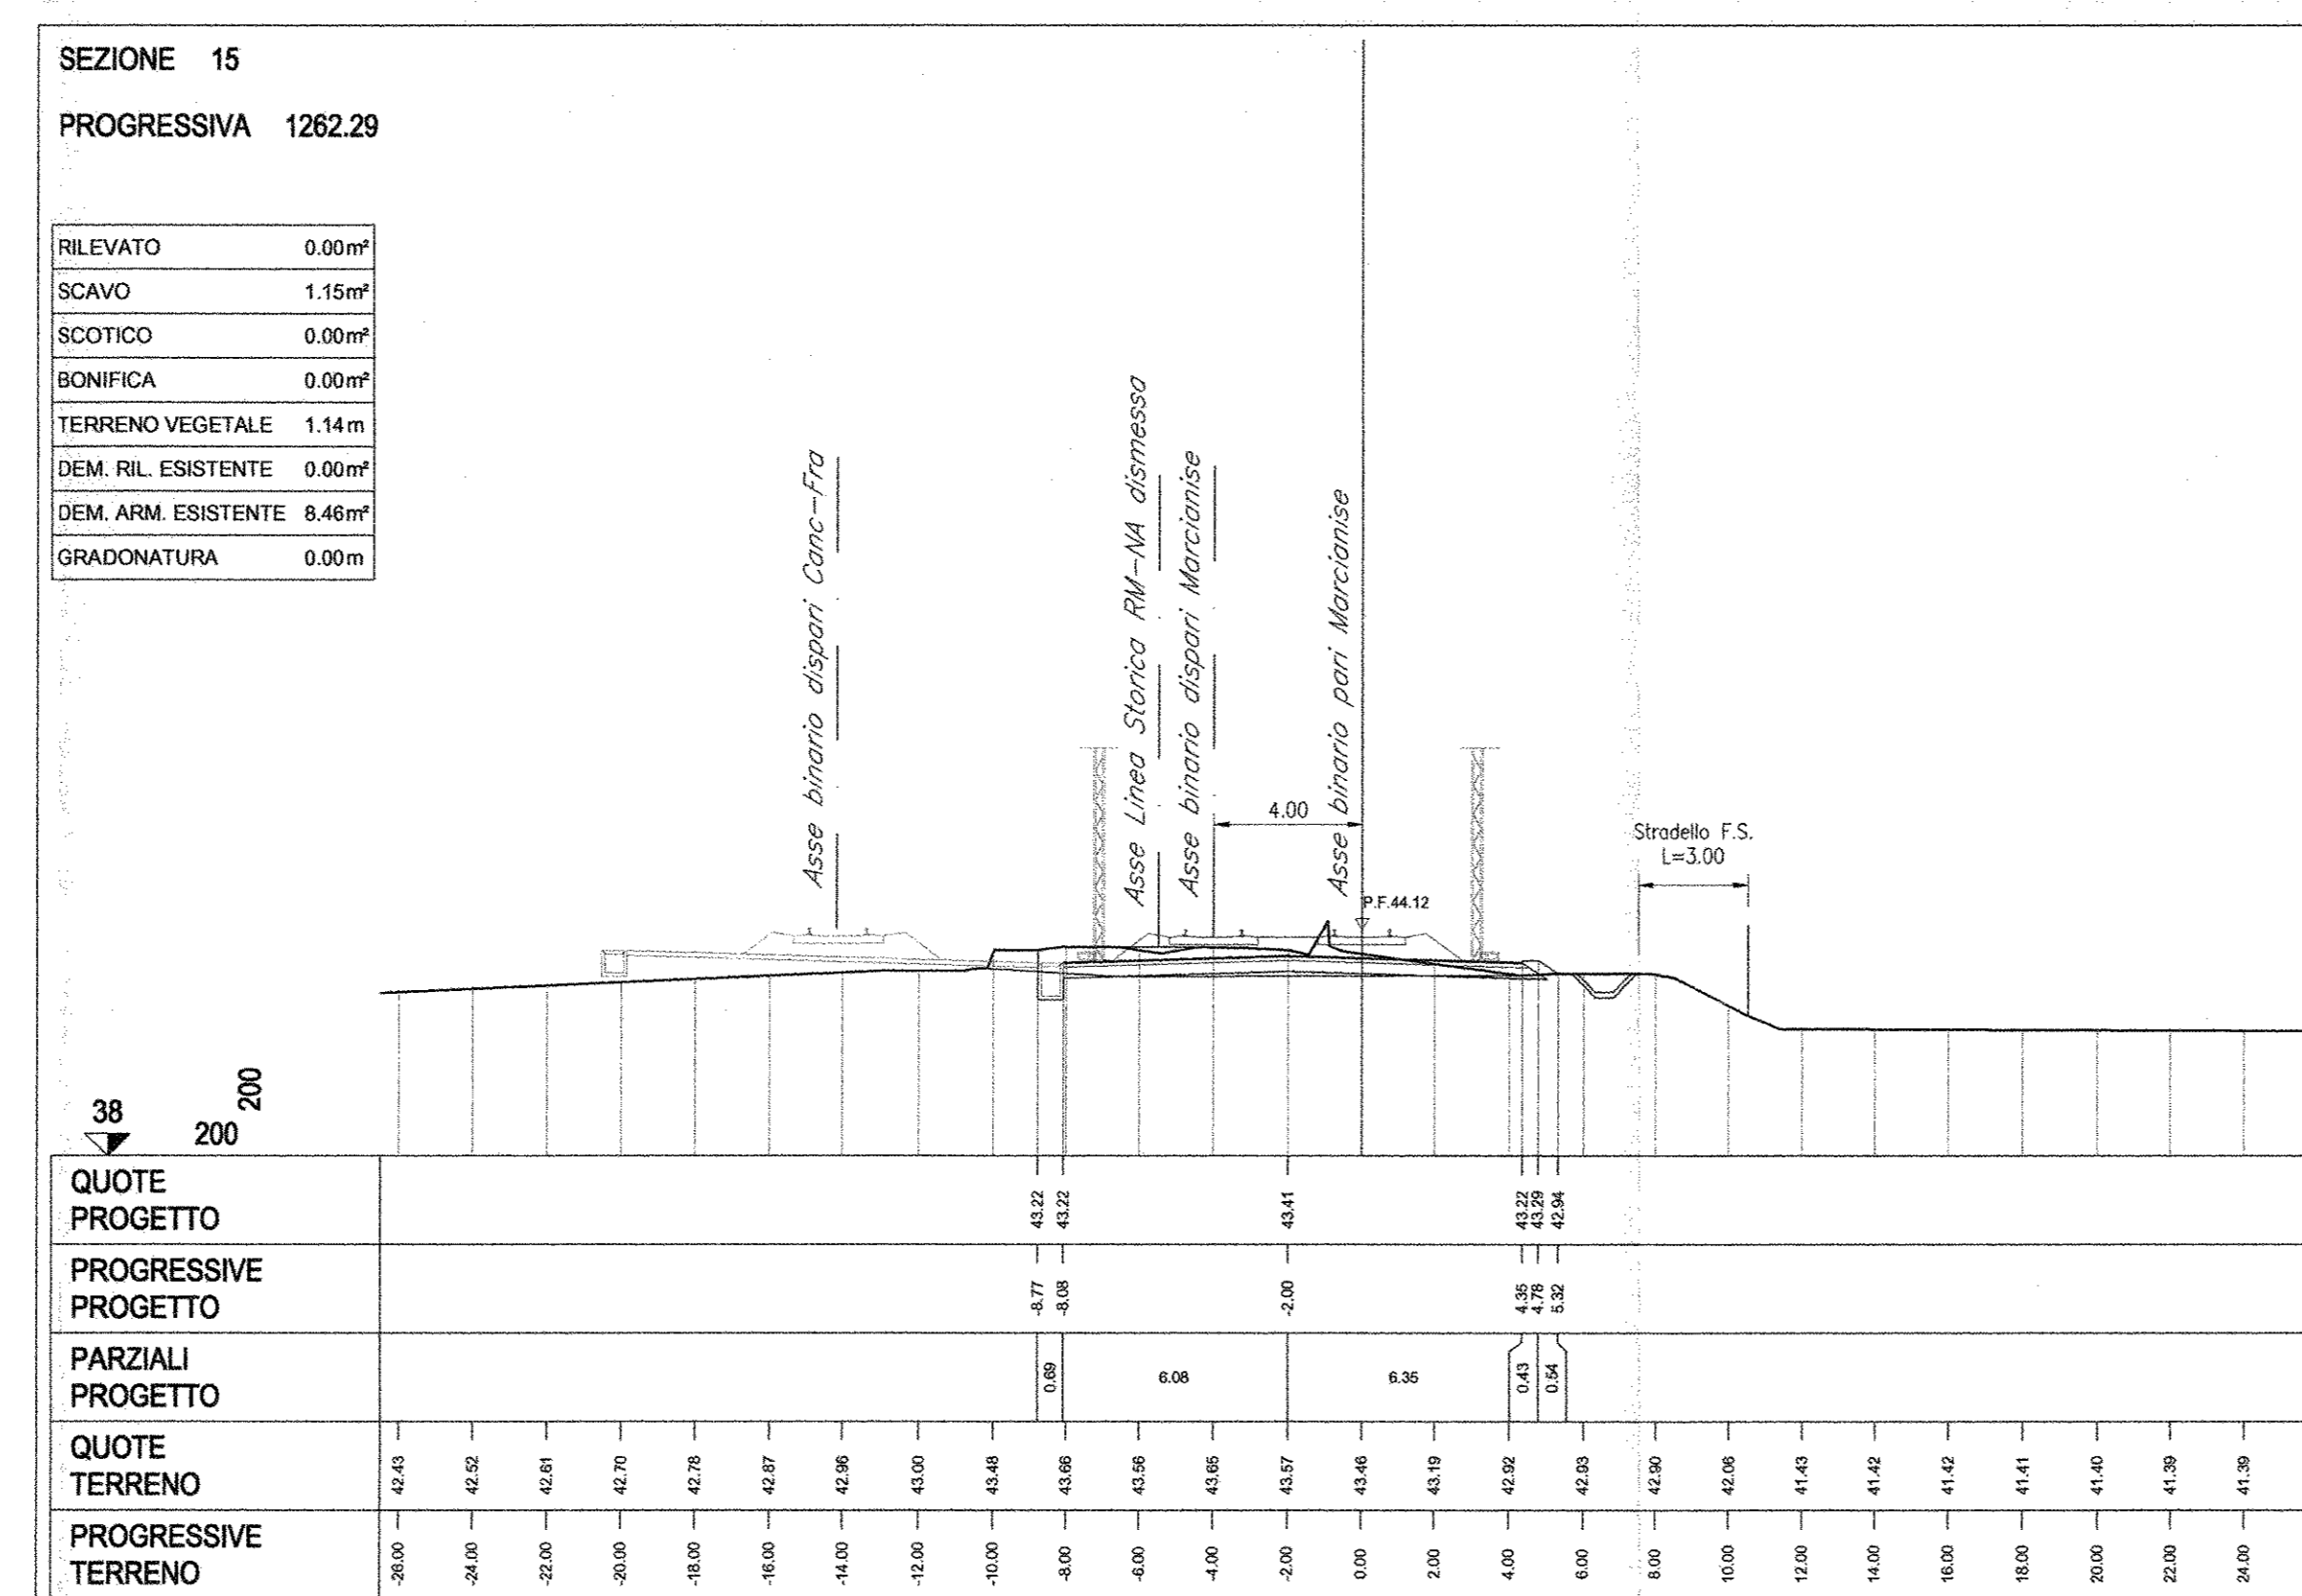 SEZIONE 15
PROGRESSIVA 1262.29
RILEVATO 0.00m²
SCAVO 1.15m²
SCOTICO 0.00m²
BONIFICA 0.00m²
TERRENO VEGETALE 1.14m
DEM. RIL. ESISTENTE 0.00m²
DEM. ARM. ESISTENTE 8.46m²
GRADONATURA 0.00m
Asse binario dispari Canc-Fra
Asse Linea Storica RM-NA dismessa
Asse binario dispari Marcianise
Asse binario pari Marcianise
4.00
P.F.44.12
Stradello F.S.
L=3.00
38
200
200
QUOTE PROGETTO
43.22 43.22 43.41 43.22 43.29 42.94
PROGRESSIVE PROGETTO
-8.77 -8.08 -2.00 4.35 4.78 5.32
PARZIALI PROGETTO
0.69 6.08 6.35 0.43 0.54
QUOTE TERRENO
42.43 42.52 42.61 42.70 42.78 42.87 42.96 43.00 43.48 43.66 43.56 43.65 43.57 43.46 43.19 42.92 42.93 42.90 42.06 41.43 41.42 41.42 41.41 41.40 41.39 41.39
PROGRESSIVE TERRENO
-26.00 -24.00 -22.00 -20.00 -18.00 -16.00 -14.00 -12.00 -10.00 -8.00 -6.00 -4.00 -2.00 0.00 2.00 4.00 6.00 8.00 10.00 12.00 14.00 16.00 18.00 20.00 22.00 24.00